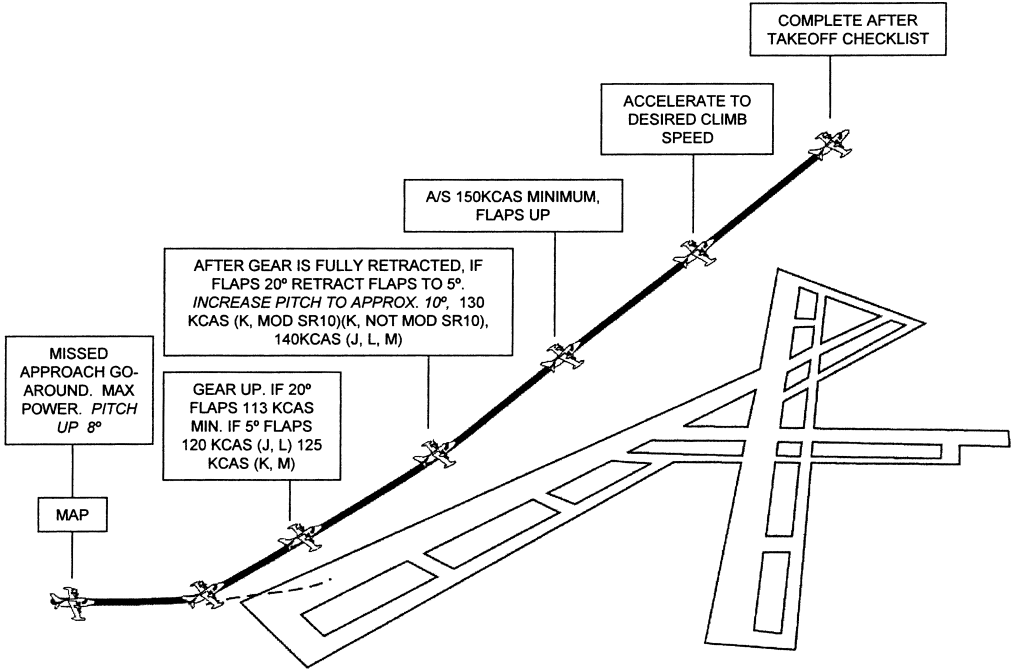 MISSED
APPROACH GO-
AROUND. MAX
POWER. PITCH
UP 8º
MAP
GEAR UP. IF 20º
FLAPS 113 KCAS
MIN. IF 5º FLAPS
120 KCAS (J, L) 125
KCAS (K, M)
AFTER GEAR IS FULLY RETRACTED, IF
FLAPS 20º RETRACT FLAPS TO 5º.
INCREASE PITCH TO APPROX. 10º, 130
KCAS (K, MOD SR10)(K, NOT MOD SR10),
140KCAS (J, L, M)
A/S 150KCAS MINIMUM,
FLAPS UP
ACCELERATE TO
DESIRED CLIMB
SPEED
COMPLETE AFTER
TAKEOFF CHECKLIST